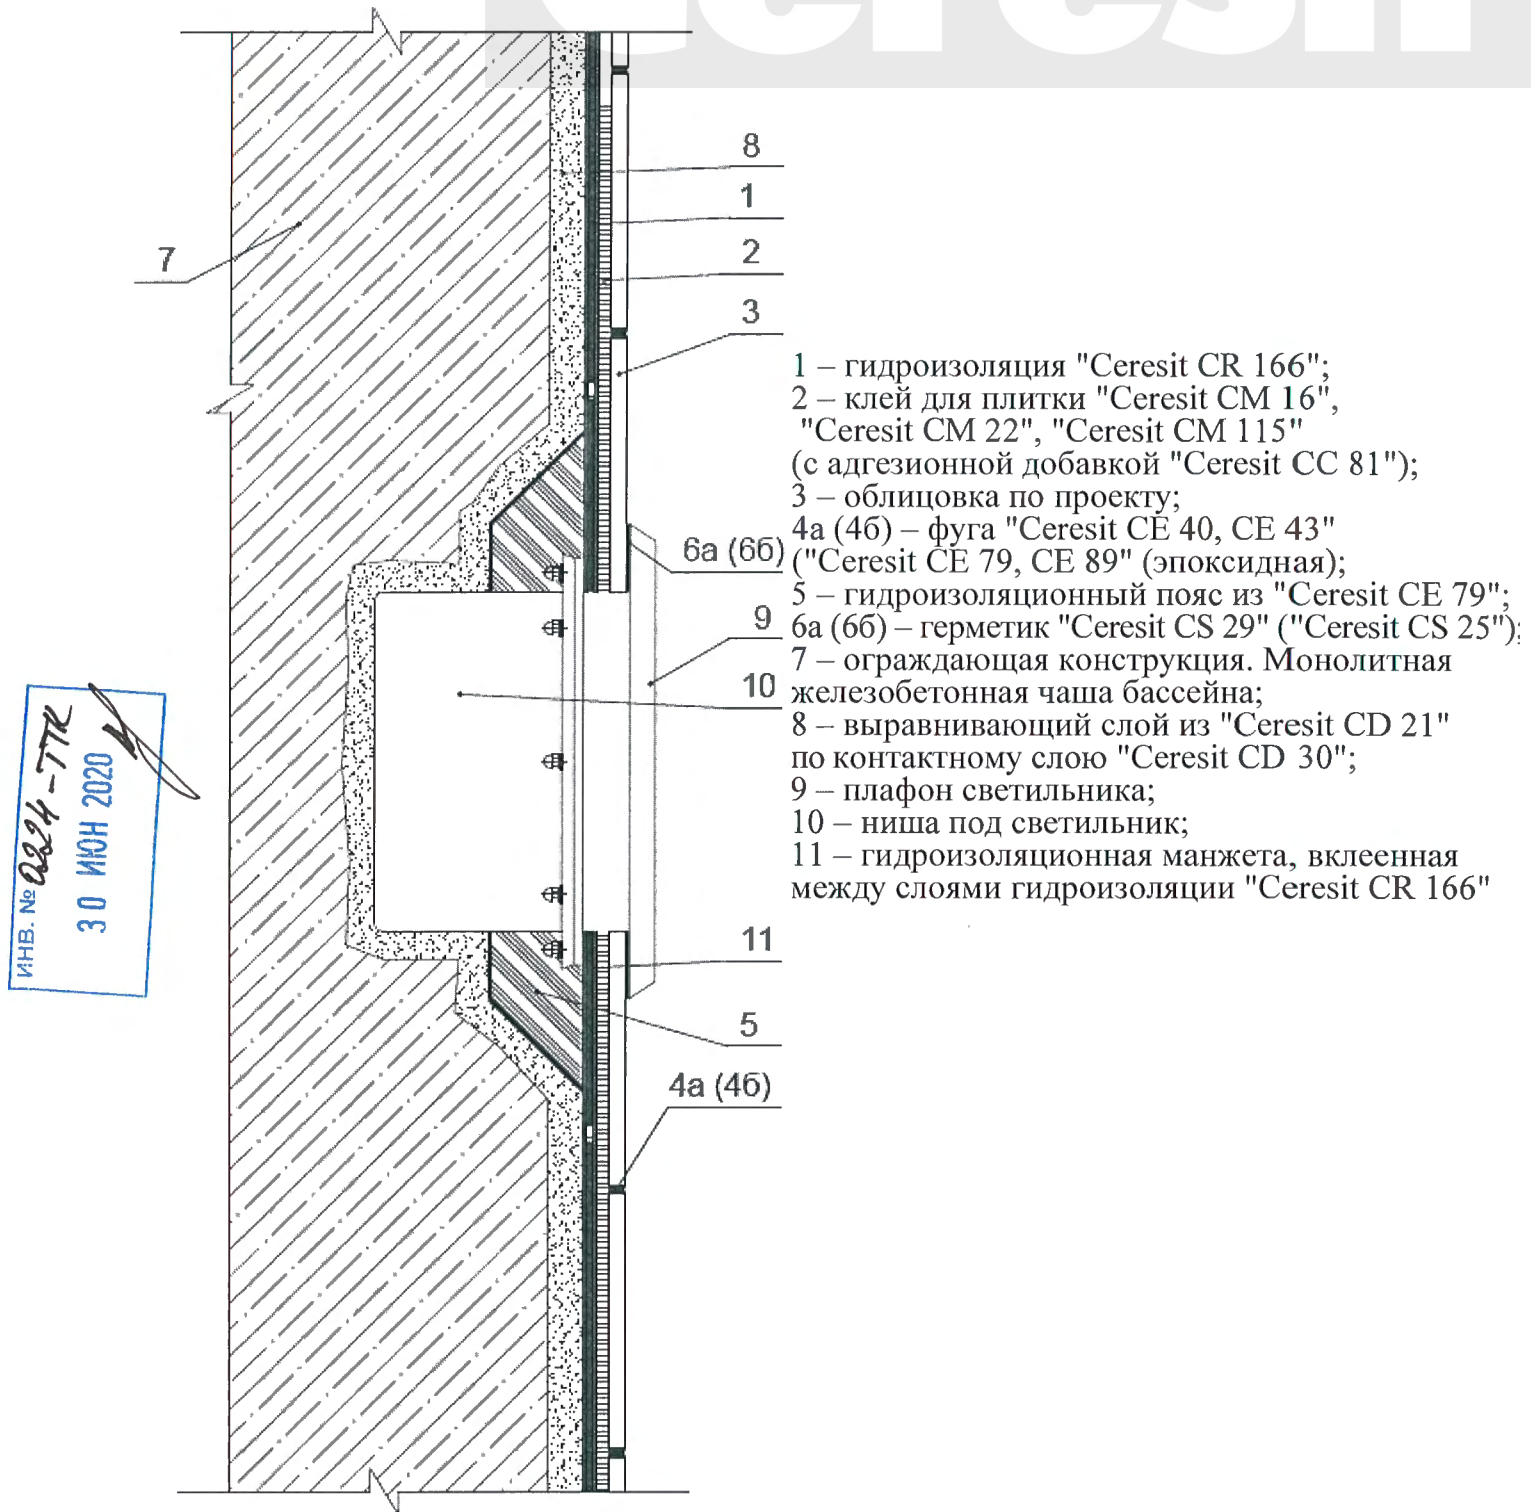 Ceresit
8
1
7
2
3
1 – гидроизоляция "Ceresit CR 166";
2 – клей для плитки "Ceresit CM 16",
"Ceresit CM 22", "Ceresit CM 115"
(с адгезионной добавкой "Ceresit CC 81");
3 – облицовка по проекту;
4а (4б) – фуга "Ceresit CE 40, CE 43"
("Ceresit CE 79, CE 89" (эпоксидная);
5 – гидроизоляционный пояс из "Ceresit CE 79";
6а (6б) – герметик "Ceresit CS 29" ("Ceresit CS 25");
7 – ограждающая конструкция. Монолитная
железобетонная чаша бассейна;
8 – выравнивающий слой из "Ceresit CD 21"
по контактному слою "Ceresit CD 30";
9 – плафон светильника;
10 – ниша под светильник;
11 – гидроизоляционная манжета, вклеенная
между слоями гидроизоляции "Ceresit CR 166"
6а (6б)
9
10
11
5
4а (4б)
ИНВ. № 0224-ТТК
30 ИЮН 2020